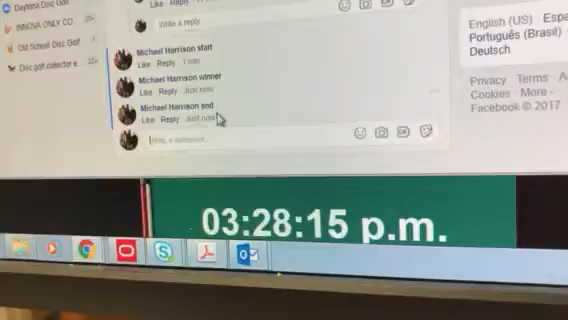 Daytona Disc Golf
INNOVA ONLY CO...
Old School Disc Golf
Disc golf collector e...
Like Reply
Write a reply
Michael Harrison start
Like Reply 1 min
Michael Harrison winner
Like Reply Just now
Michael Harrison end
Like Reply Just now
Write a comment...
English (US) Espa
Português (Brasil)
Deutsch
Privacy Terms A
Cookies More
Facebook © 2017
03:28:15 p.m.